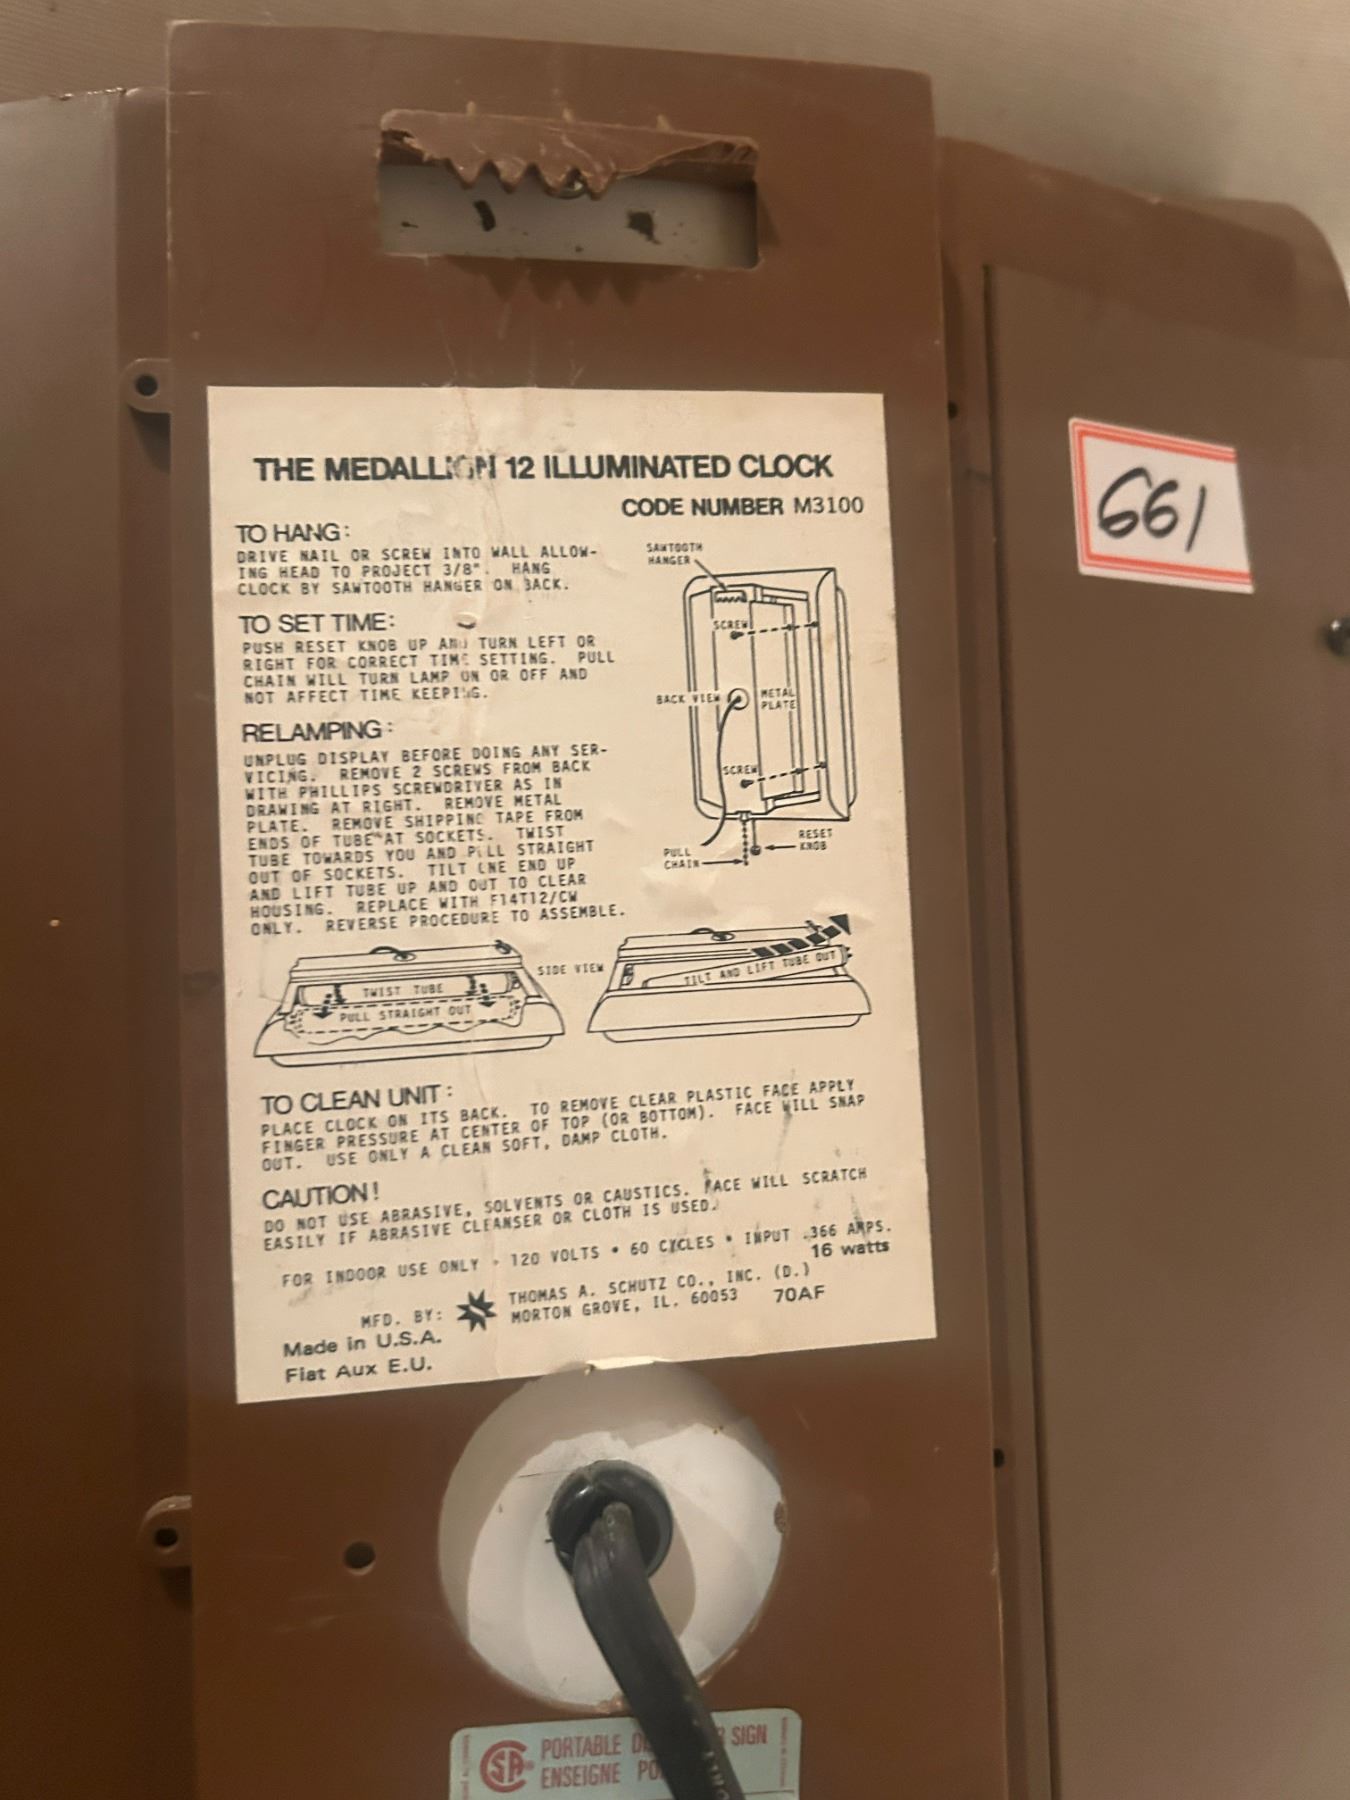 THE MEDALLION 12 ILLUMINATED CLOCK
CODE NUMBER M3100
TO HANG:
DRIVE NAIL OR SCREW INTO WALL ALLOW-
ING HEAD TO PROJECT 3/8". HANG
CLOCK BY SAWTOOTH HANGER ON BACK.
TO SET TIME:
PUSH RESET KNOB UP AND TURN LEFT OR
RIGHT FOR CORRECT TIME SETTING. PULL
CHAIN WILL TURN LAMP ON OR OFF AND
NOT AFFECT TIME KEEPING.
RELAMPING:
UNPLUG DISPLAY BEFORE DOING ANY SER-
VICING. REMOVE 2 SCREWS FROM BACK
WITH PHILLIPS SCREWDRIVER AS IN
DRAWING AT RIGHT. REMOVE METAL
PLATE. REMOVE SHIPPING TAPE FROM
ENDS OF TUBE AT SOCKETS. TWIST
TUBE TOWARDS YOU AND PULL STRAIGHT
OUT OF SOCKETS. TILT ONE END UP
AND LIFT TUBE UP AND OUT TO CLEAR
HOUSING. REPLACE WITH F14T12/CW
ONLY. REVERSE PROCEDURE TO ASSEMBLE.
SAWTOOTH
HANGER
SCREW
BACK VIEW
METAL
PLATE
SCREW
PULL
CHAIN
RESET
KNOB
TWIST TUBE
PULL STRAIGHT OUT
SIDE VIEW
TILT AND LIFT TUBE OUT
TO CLEAN UNIT:
PLACE CLOCK ON ITS BACK. TO REMOVE CLEAR PLASTIC FACE APPLY
FINGER PRESSURE AT CENTER OF TOP (OR BOTTOM). FACE WILL SNAP
OUT. USE ONLY A CLEAN SOFT, DAMP CLOTH.
CAUTION!
DO NOT USE ABRASIVE, SOLVENTS OR CAUSTICS. FACE WILL SCRATCH
EASILY IF ABRASIVE CLEANSER OR CLOTH IS USED.
FOR INDOOR USE ONLY • 120 VOLTS • 60 CYCLES • INPUT .366 AMPS.
16 watts
MFD. BY: THOMAS A. SCHUTZ CO., INC. (D.)
MORTON GROVE, IL. 60053 70AF
Made in U.S.A.
Flat Aux E.U.
661
SA PORTABLE SIGN
ENSEIGNE